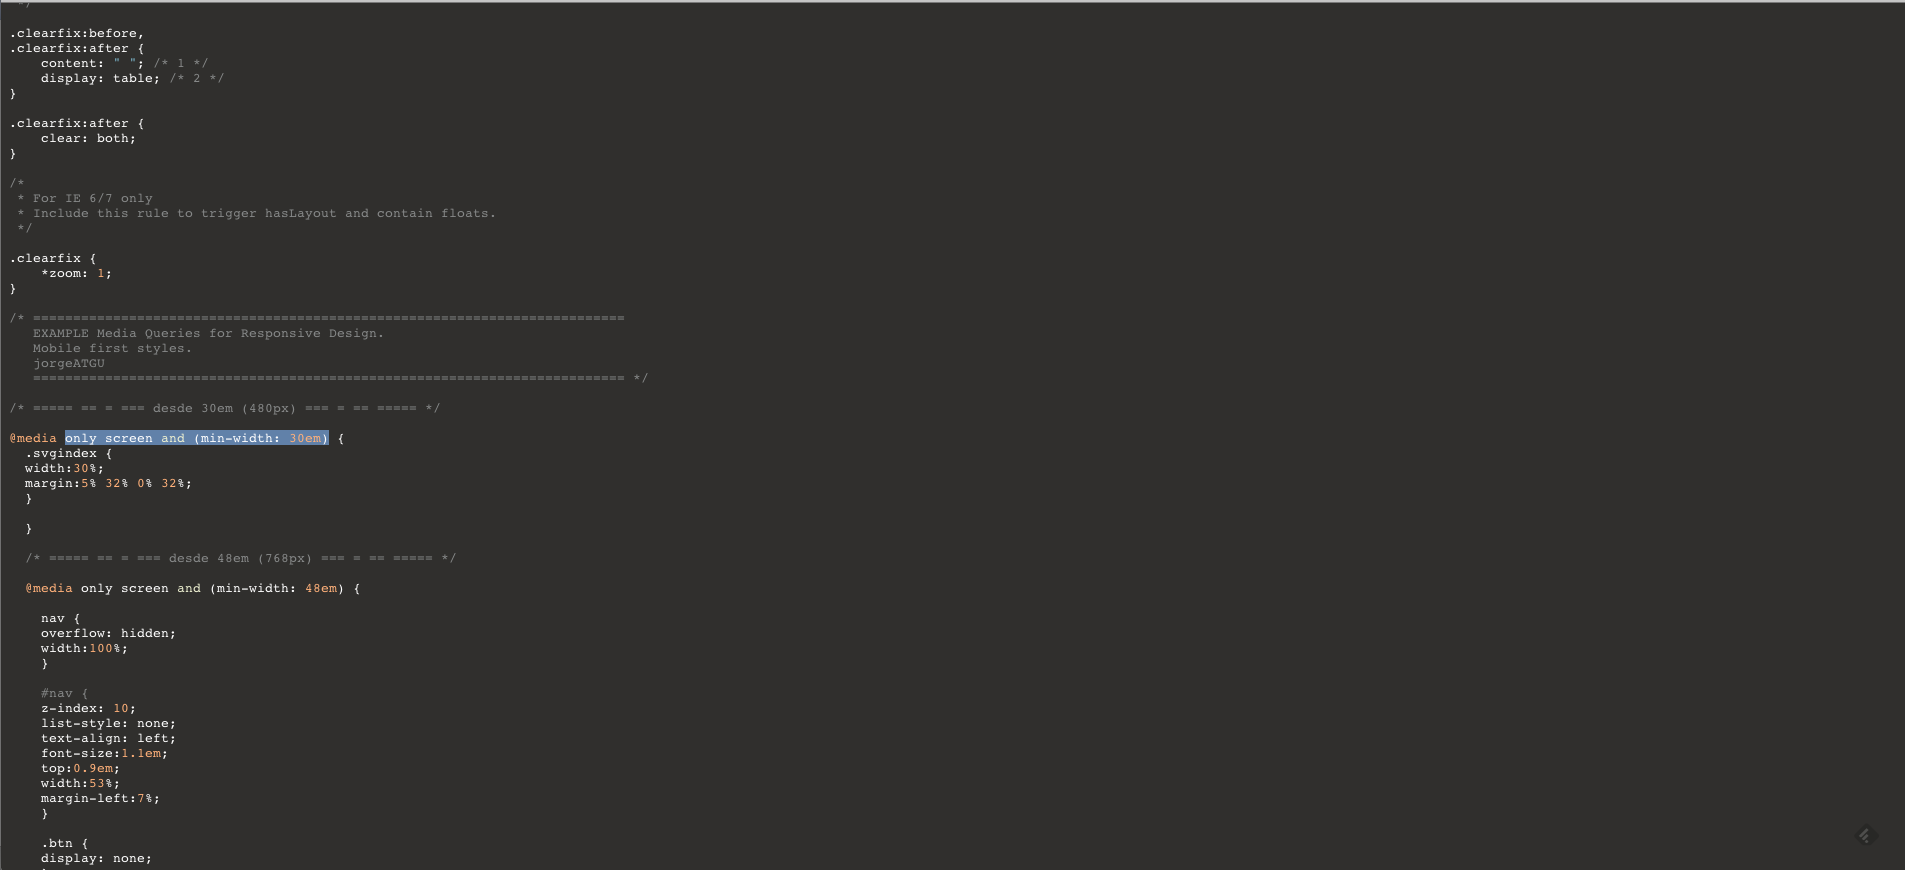 */
.clearfix:before,
.clearfix:after {
    content: " "; /* 1 */
    display: table; /* 2 */
}
.clearfix:after {
    clear: both;
}
/*
 * For IE 6/7 only
 * Include this rule to trigger hasLayout and contain floats.
 */
.clearfix {
    *zoom: 1;
}
/* ==========================================================================
   EXAMPLE Media Queries for Responsive Design.
   Mobile first styles.
   jorgeATGU
   ========================================================================== */
/* ===== == = === desde 30em (480px) === = == ===== */
@media only screen and (min-width: 30em) {
  .svgindex {
  width:30%;
  margin:5% 32% 0% 32%;
  }
  }
  /* ===== == = === desde 48em (768px) === = == ===== */
  @media only screen and (min-width: 48em) {
    nav {
    overflow: hidden;
    width:100%;
    }
    #nav {
    z-index: 10;
    list-style: none;
    text-align: left;
    font-size:1.1em;
    top:0.9em;
    width:53%;
    margin-left:7%;
    }
    .btn {
    display: none;